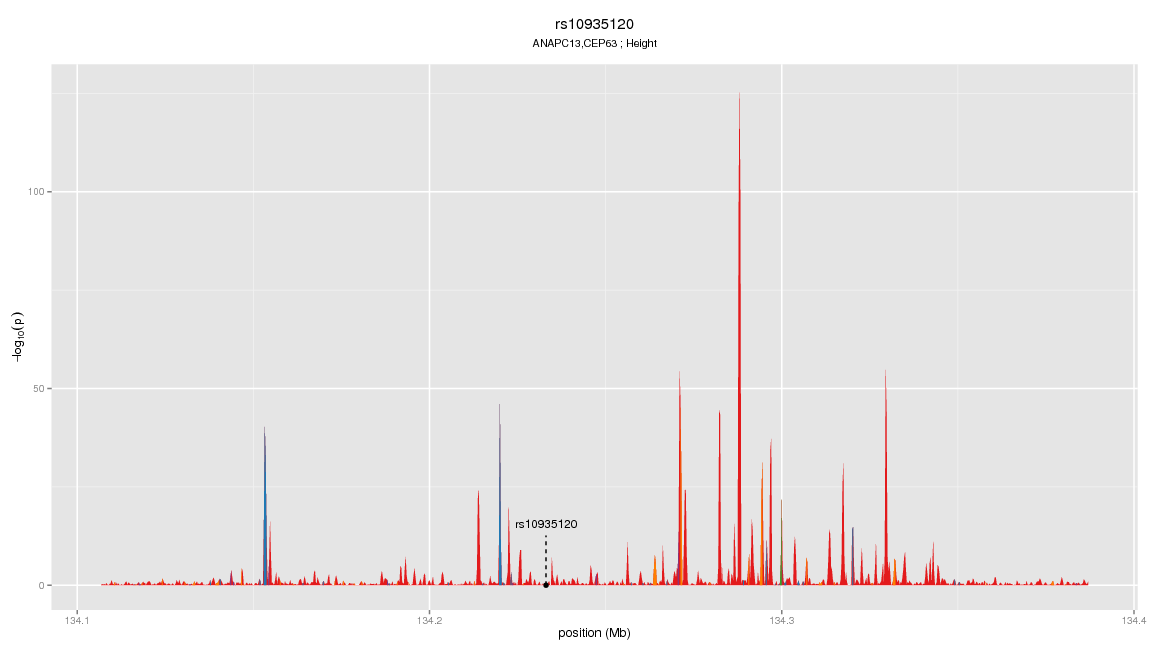 rs10935120
ANAPC13,CEP63 ; Height
100
50
0
−log10(p)
rs10935120
134.1
134.2
134.3
134.4
position (Mb)